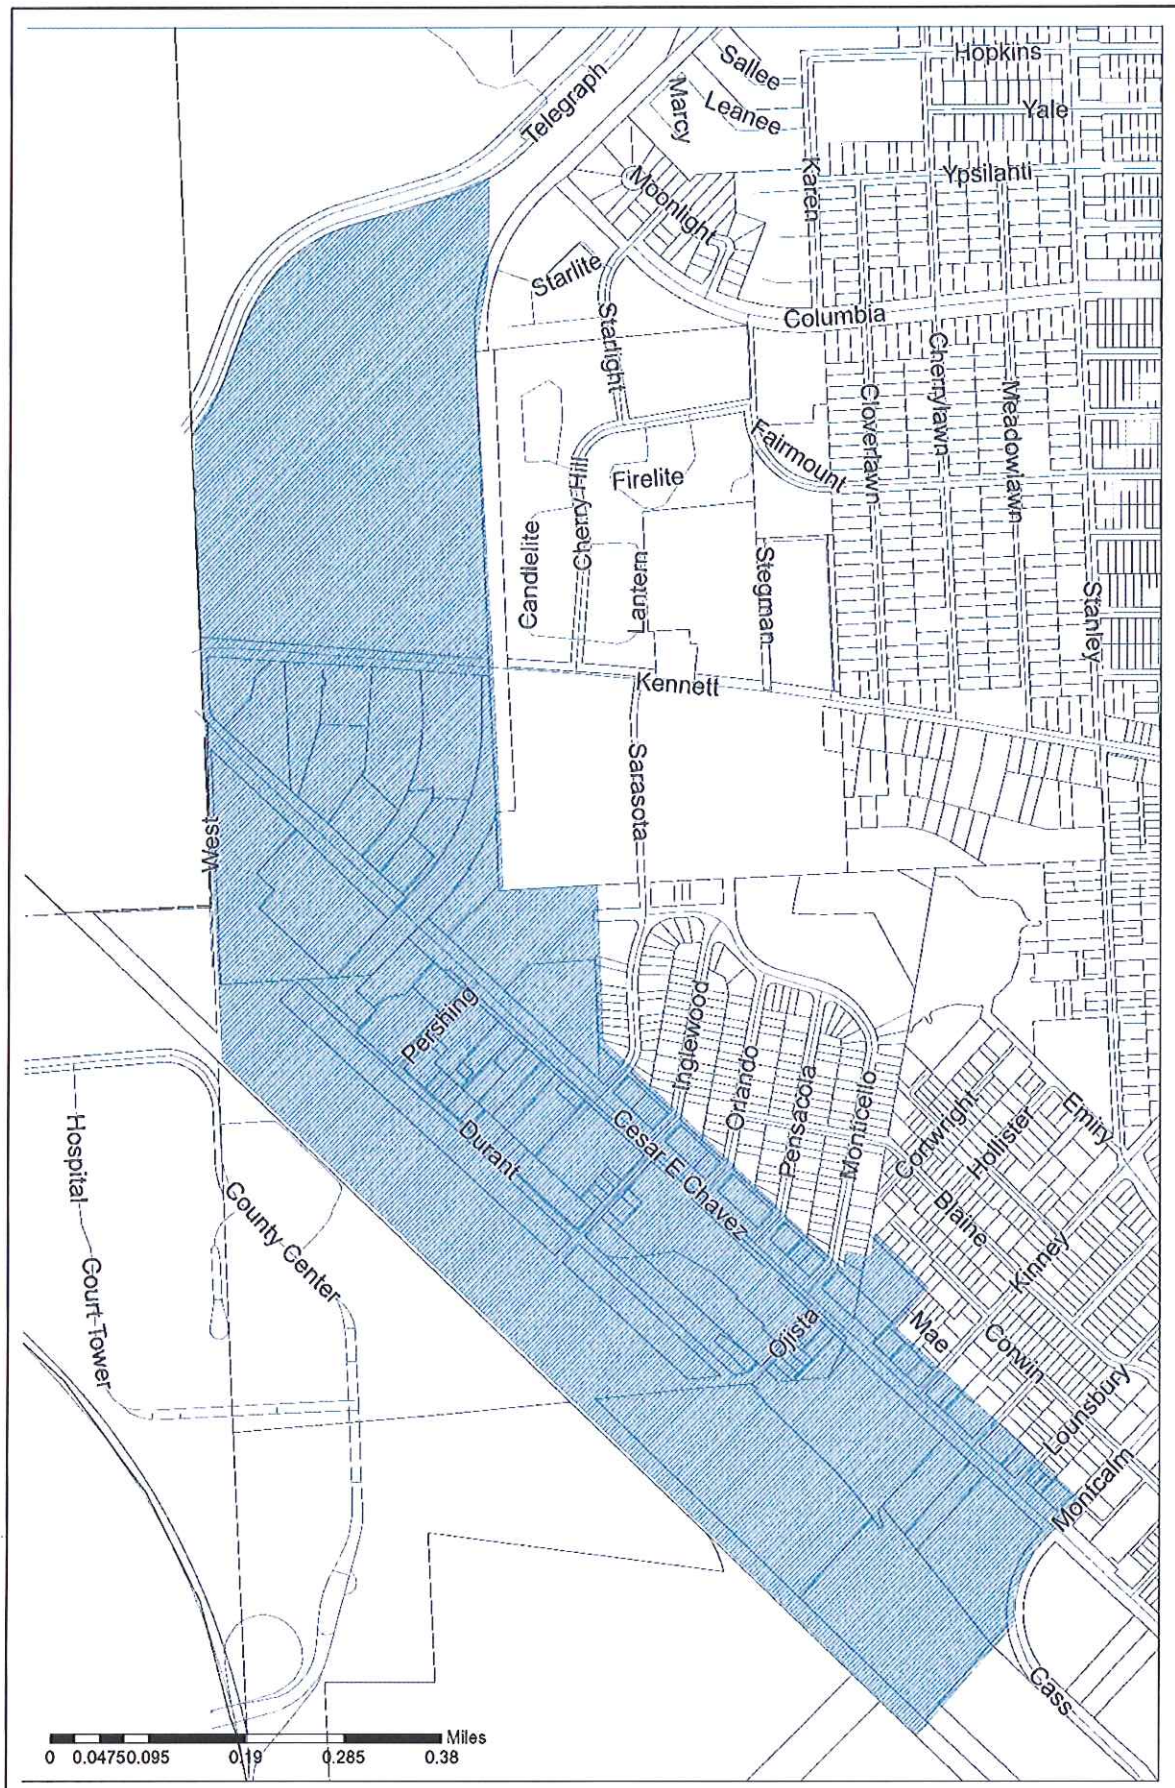 Hopkins
Sallee
Telegraph
Marcy
Leanee
Yale
Karen
Ypsilanti
Moonlight
Starlite
Starlight
Columbia
Cherrylawn
Cloverlawn
Meadowlawn
Fairmount
Cherry Hill
Firelite
Candlelite
Lantern
Stegman
Stanley
Kennett
Sarasota
West
Inglewood
Pershing
Orlando
Pensacola
Monticello
Cortwright
Hollister
Emiry
Durant
Cesar E Chavez
Blaine
Kinney
Hospital
County Center
Court Tower
Ojista
Mae
Corwin
Lounsbury
Montcalm
Cass
Miles
0 0.0475 0.095 0.19 0.285 0.38